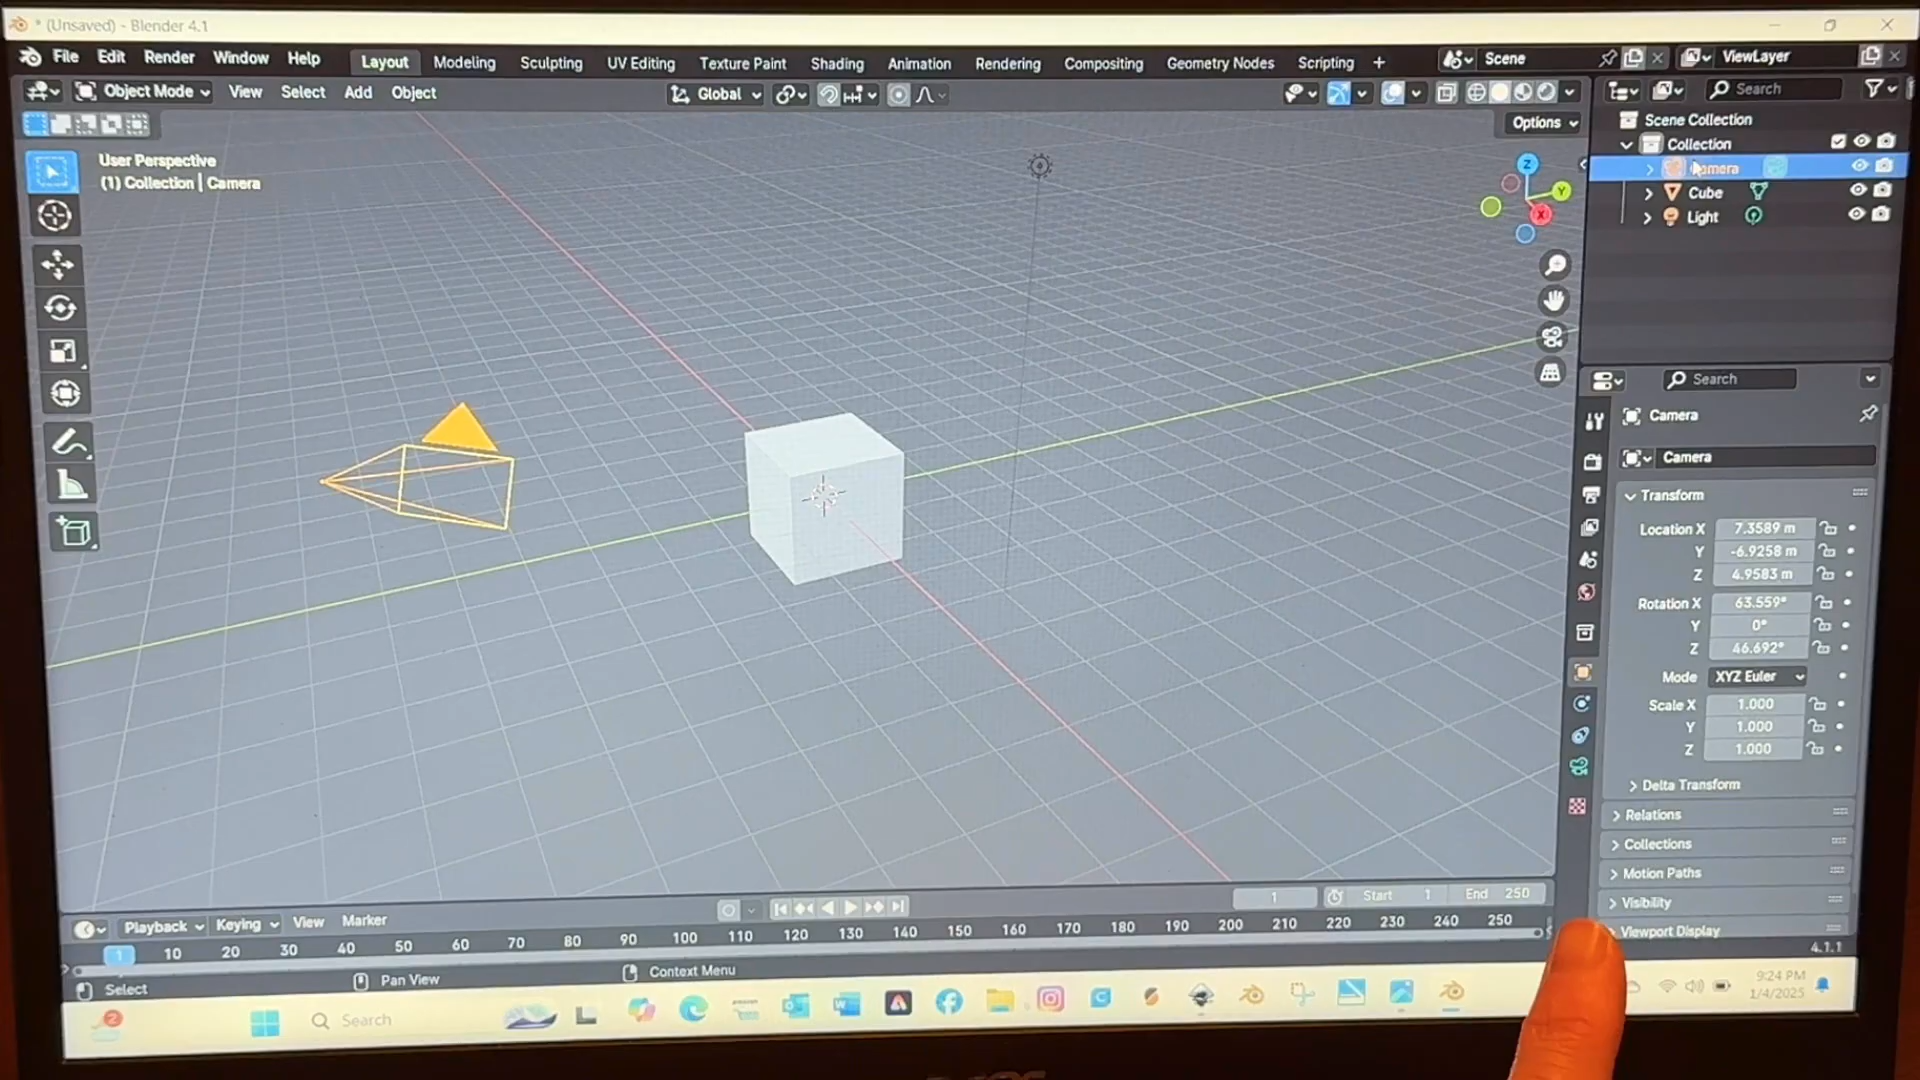 * (Unsaved) - Blender 4.1
File Edit Render Window Help Layout Modeling Sculpting UV Editing Texture Paint Shading Animation Rendering Compositing Geometry Nodes Scripting + Scene ViewLayer
Object Mode View Select Add Object Global Search
Options
User Perspective
(1) Collection | Camera
Z
Y
X
Scene Collection
Collection
Cube
Light
Search
Camera
Camera
Transform
Location X 7.3589 m
Y -6.9258 m
Z 4.9583 m
Rotation X 63.559°
Y 0°
Z 46.692°
Mode XYZ Euler
Scale X 1.000
Y 1.000
Z 1.000
Delta Transform
Relations
Collections
Motion Paths
Visibility
Viewport Display
Playback Keying View Marker 1 Start 1 End 250
1 10 20 30 40 50 60 70 80 90 100 110 120 130 140 150 160 170 180 190 200 210 220 230 240 250
Select Pan View Context Menu 4.1.1
2 Search 9:24 PM
1/4/2025